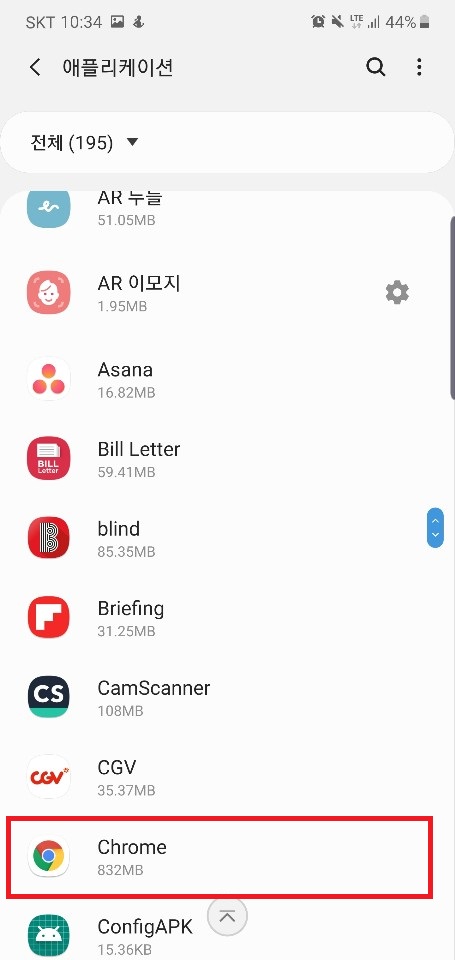 SKT 10:34
LTE
44%
애플리케이션
전체 (195)
AR 두들
51.05MB
AR 이모지
1.95MB
Asana
16.82MB
BILL
Letter
Bill Letter
59.41MB
blind
85.35MB
Briefing
31.25MB
CS
CamScanner
108MB
CGV
CGV
35.37MB
Chrome
832MB
ConfigAPK
15.36KB